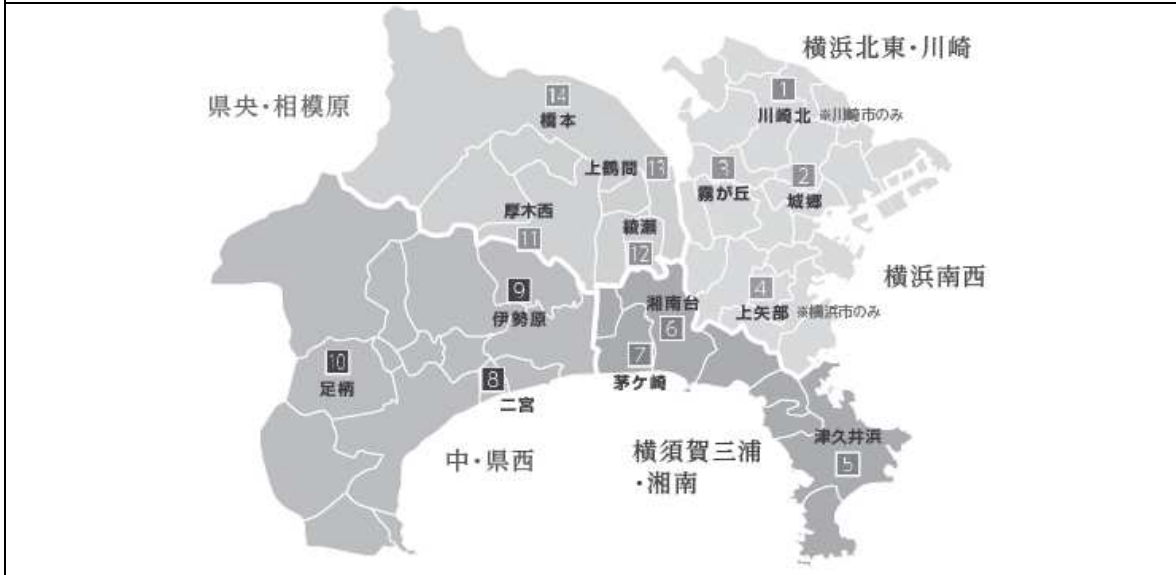 横浜北東・川崎
県央・相模原
1
川崎北 ※川崎市のみ
14
橋本
上鶴間 13
3
霧が丘
2
城郷
厚木西
11
綾瀬
12
横浜南西
4
上矢部 ※横浜市のみ
9
伊勢原
湘南台
6
10
足柄
7
茅ケ崎
8
二宮
津久井浜
5
中・県西
横須賀三浦
・湘南